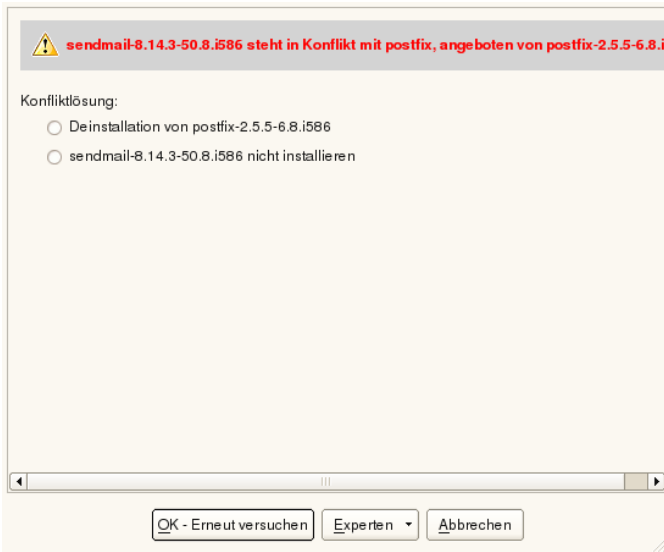 sendmail-8.14.3-50.8.i586 steht in Konflikt mit postfix, angeboten von postfix-2.5.5-6.8.i
Konfliktlösung:
Deinstallation von postfix-2.5.5-6.8.i586
sendmail-8.14.3-50.8.i586 nicht installieren
OK - Erneut versuchen Experten Abbrechen